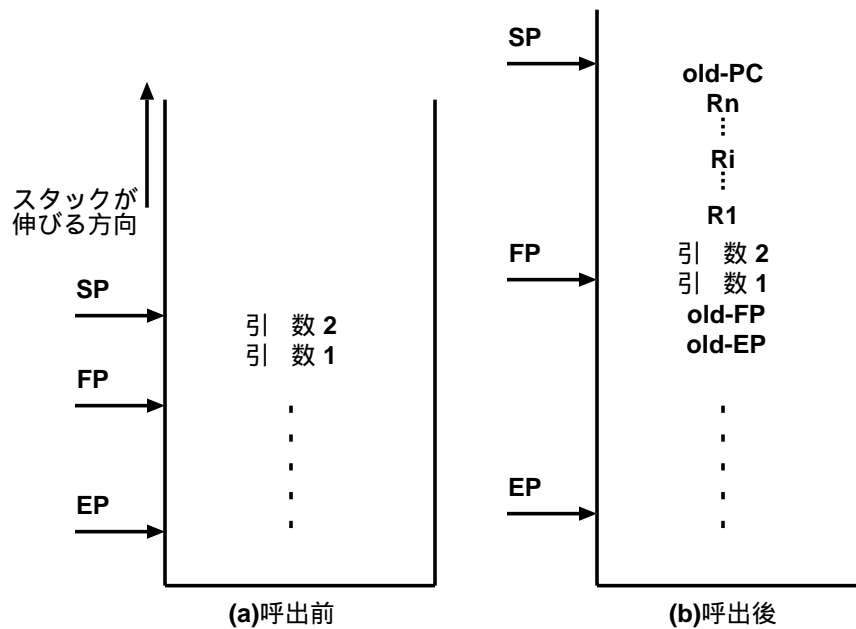 スタックが
伸びる方向
SP
FP
EP
引　数 2
引　数 1
(a)呼出前
SP
FP
EP
old-PC
Rn
Ri
R1
引　数 2
引　数 1
old-FP
old-EP
(b)呼出後